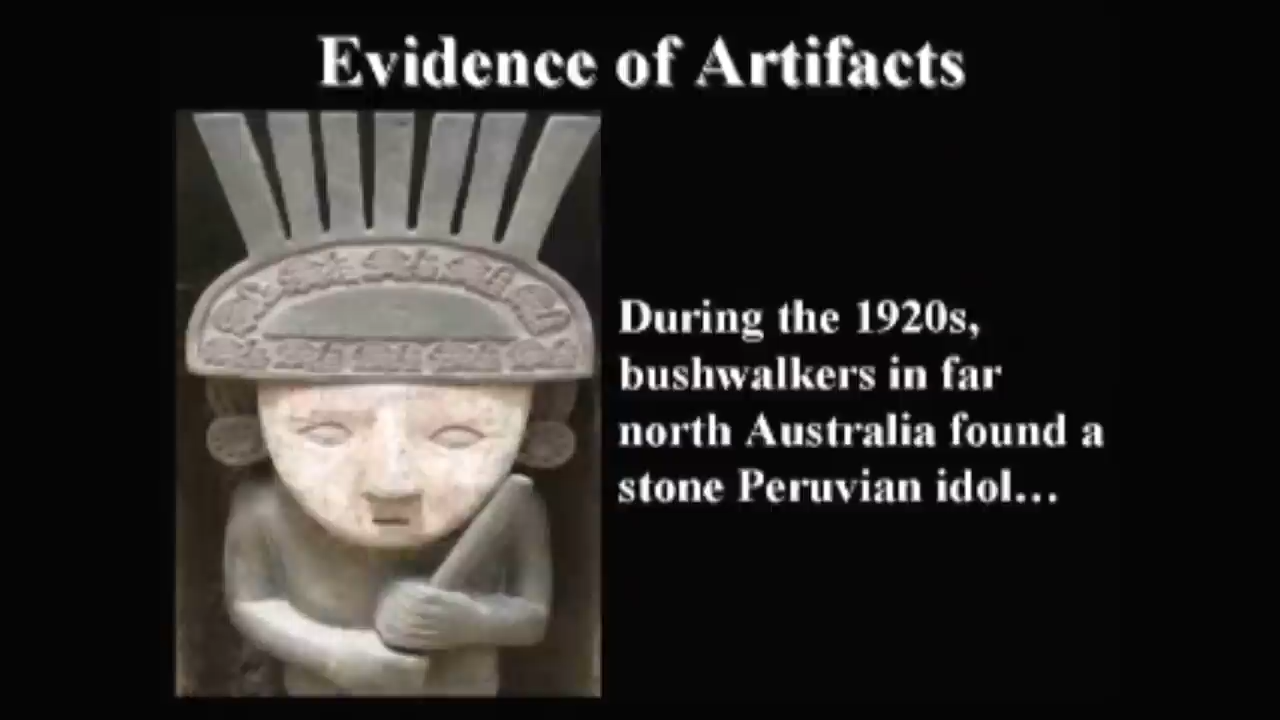 Evidence of Artifacts
During the 1920s,
bushwalkers in far
north Australia found a
stone Peruvian idol...